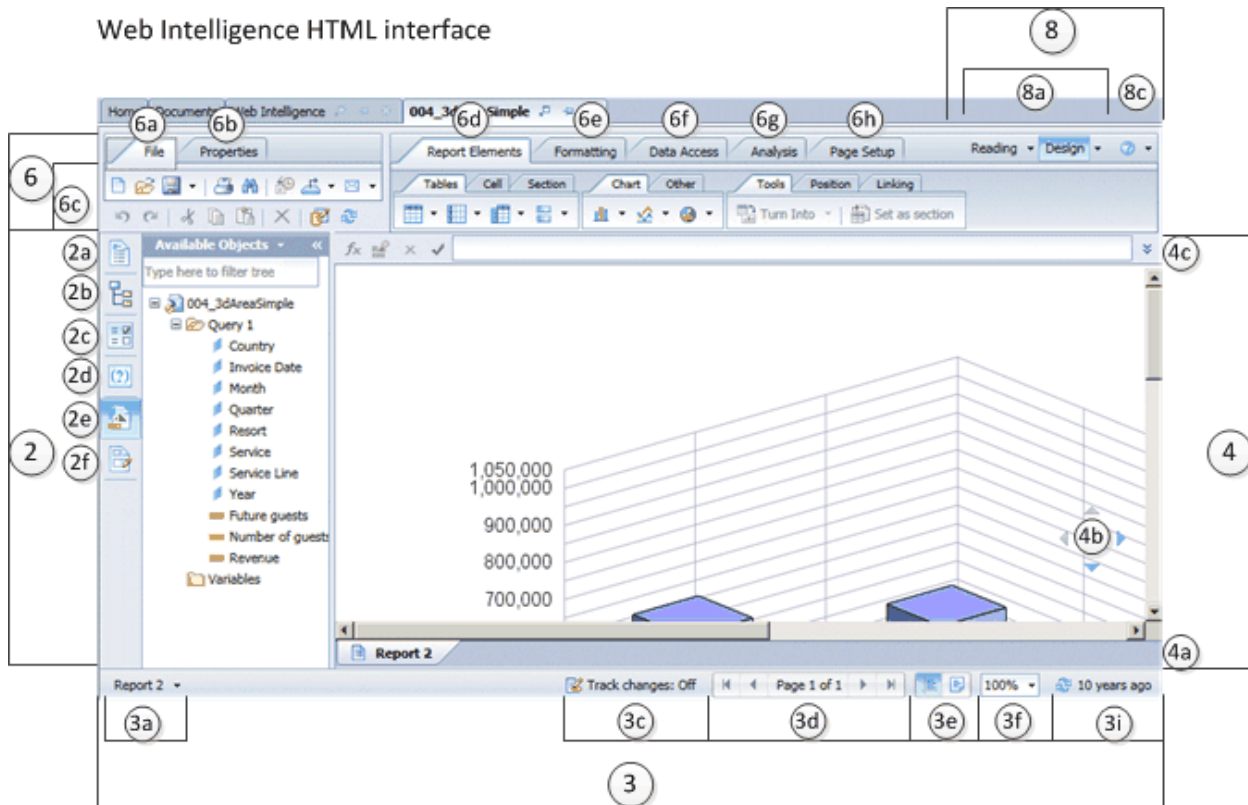 Web Intelligence HTML interface
8
8a
8c
Web Intelligence
004_3d Simple
6a
6b
6d
6e
6f
6g
6h
File
Properties
Report Elements
Formatting
Data Access
Analysis
Page Setup
Reading
Design
6
6c
Tables
Cell
Section
Chart
Other
Tools
Position
Linking
Turn Into
Set as section
2a
Available Objects
fx
4c
Type here to filter tree
2b
004_3dAreaSimple
2c
Query 1
Country
Invoice Date
2d
Month
Quarter
2e
Resort
2
2f
Service
4
Service Line
1,050,000
Year
1,000,000
Future guests
900,000
Number of guests
4b
Revenue
800,000
Variables
700,000
Report 2
4a
Report 2
Track changes: Off
Page 1 of 1
100%
10 years ago
3a
3c
3d
3e
3f
3i
3